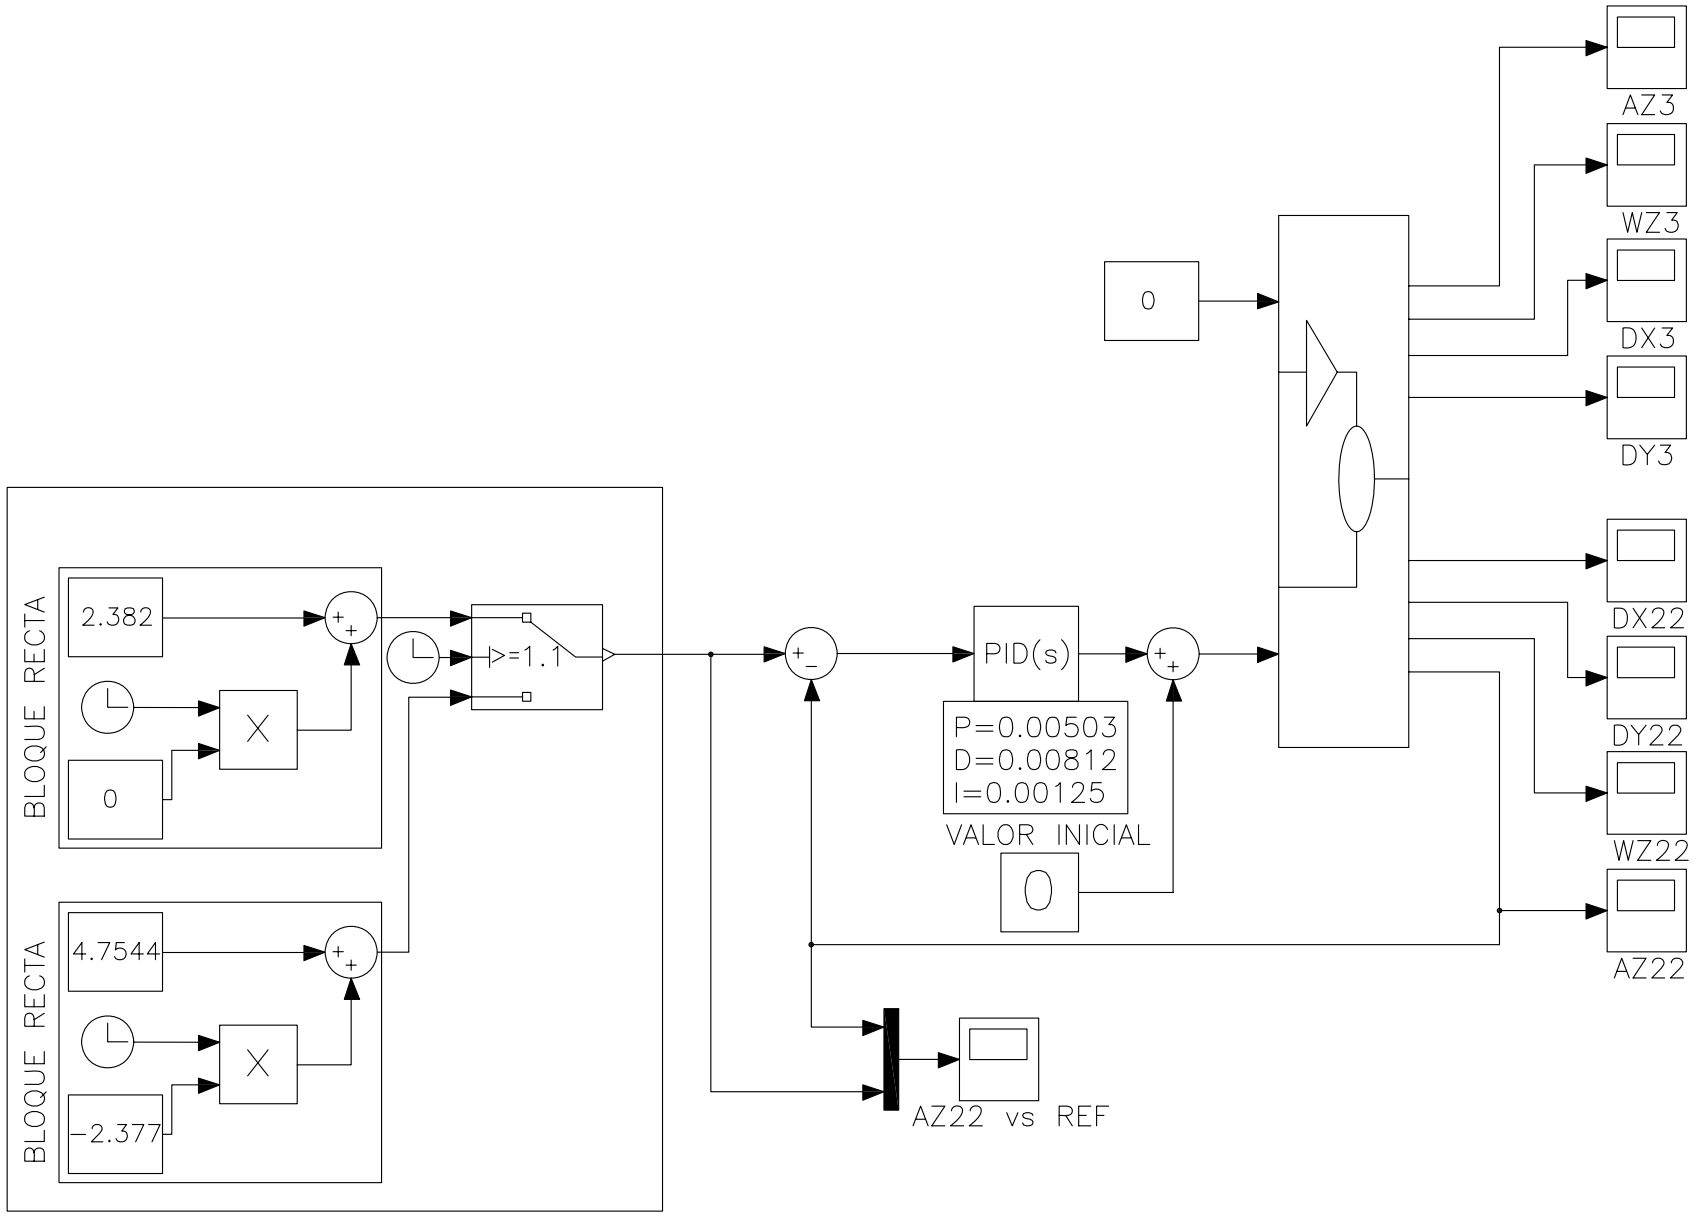 AZ3
WZ3
DX3
0
DY3
BLOQUE RECTA
2.382
+
+
0
X
>=1.1
+
−
PID(s)
+
+
P=0.00503
D=0.00812
I=0.00125
VALOR INICIAL
0
DX22
DY22
WZ22
AZ22
BLOQUE RECTA
4.7544
+
+
X
-2.377
AZ22 vs REF